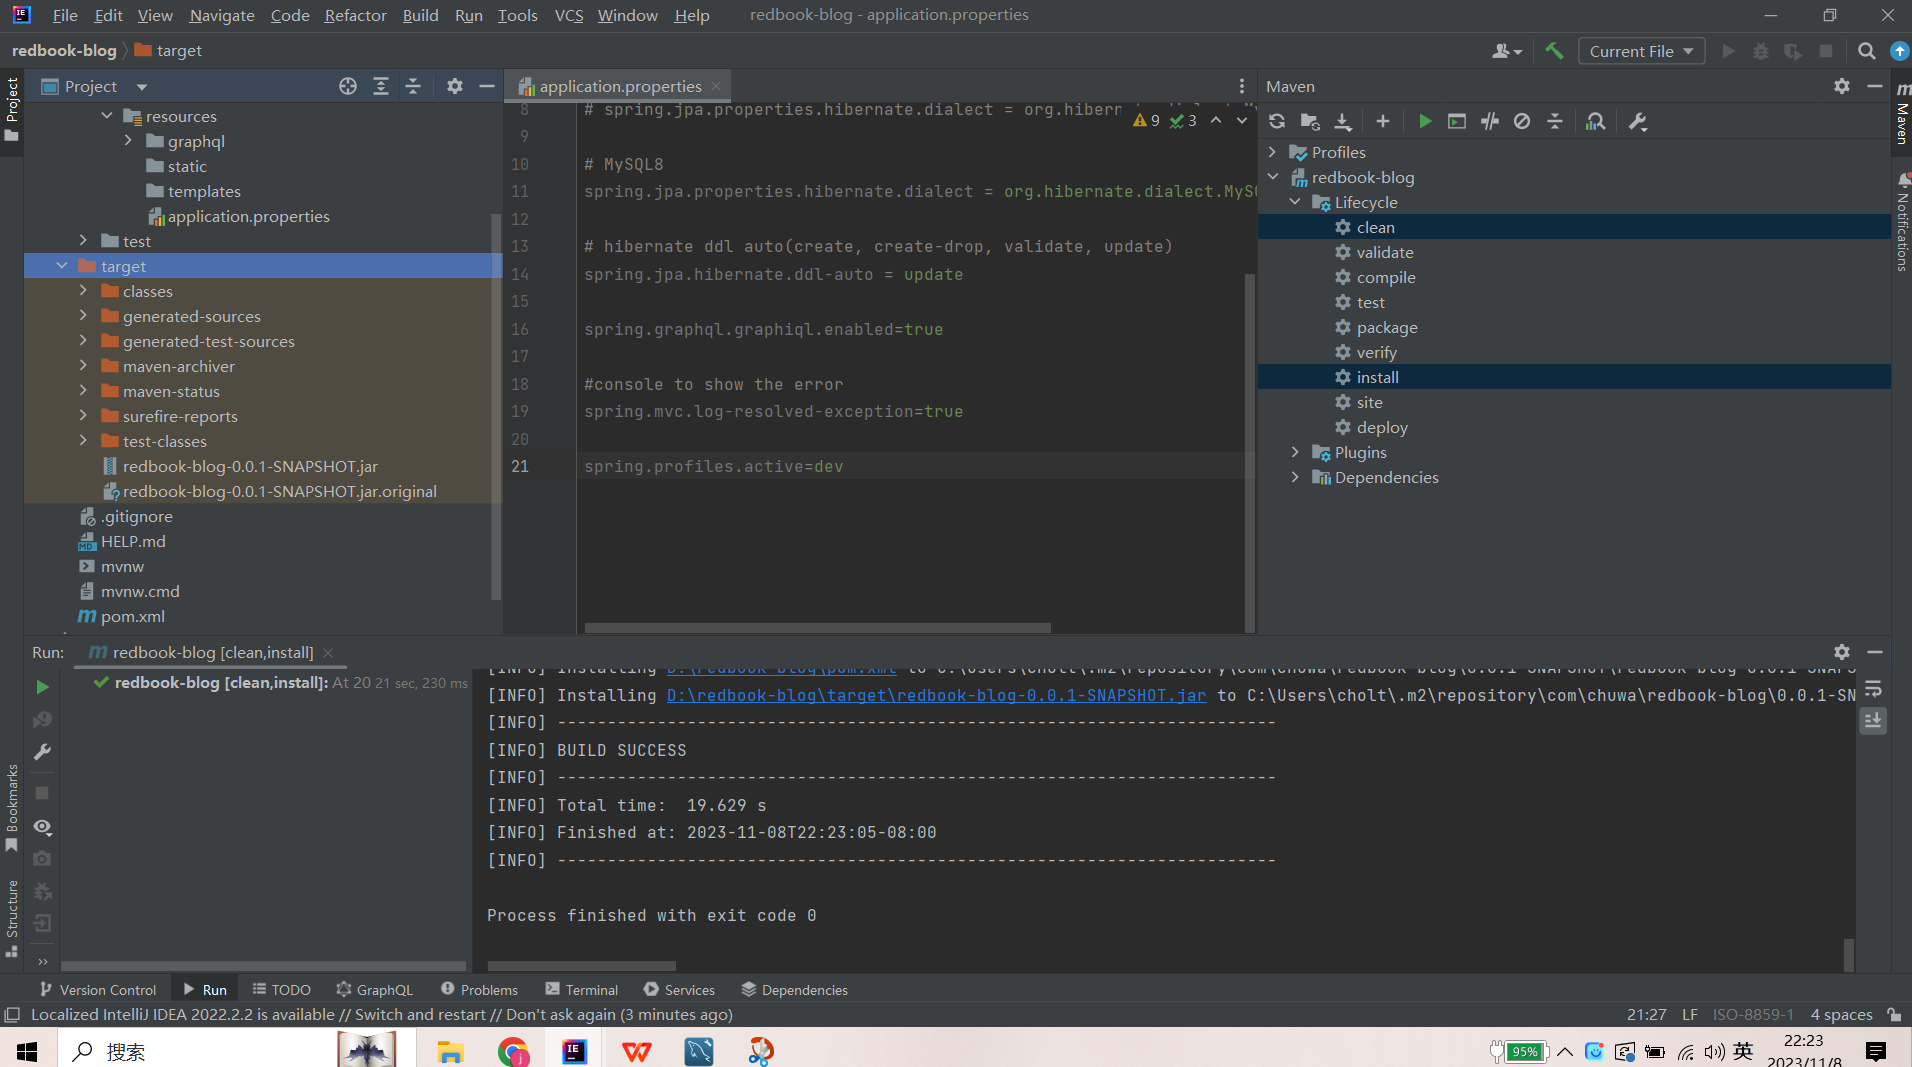 File Edit View Navigate Code Refactor Build Run Tools VCS Window Help redbook-blog - application.properties
redbook-blog target
Current File
Project
Project
resources
graphql
static
templates
application.properties
test
target
classes
generated-sources
generated-test-sources
maven-archiver
maven-status
surefire-reports
test-classes
redbook-blog-0.0.1-SNAPSHOT.jar
redbook-blog-0.0.1-SNAPSHOT.jar.original
.gitignore
HELP.md
mvnw
mvnw.cmd
pom.xml
application.properties
9 3
8 # spring.jpa.properties.hibernate.dialect = org.hibern
9
10 # MySQL8
11 spring.jpa.properties.hibernate.dialect = org.hibernate.dialect.MyS
12
13 # hibernate ddl auto(create, create-drop, validate, update)
14 spring.jpa.hibernate.ddl-auto = update
15
16 spring.graphql.graphiql.enabled=true
17
18 #console to show the error
19 spring.mvc.log-resolved-exception=true
20
21 spring.profiles.active=dev
Maven
Profiles
redbook-blog
Lifecycle
clean
validate
compile
test
package
verify
install
site
deploy
Plugins
Dependencies
Maven
Notifications
Run: redbook-blog [clean,install]
redbook-blog [clean,install]: At 20 21 sec, 230 ms
[INFO] Installing D:\redbook-blog\pom.xml to C:\Users\cholt\.m2\repository\com\chuwa\redbook-blog\0.0.1-SNAPSHOT\redbook-blog-0.0.1-SNAPS
[INFO] Installing D:\redbook-blog\target\redbook-blog-0.0.1-SNAPSHOT.jar to C:\Users\cholt\.m2\repository\com\chuwa\redbook-blog\0.0.1-SN
[INFO] ------------------------------------------------------------------------
[INFO] BUILD SUCCESS
[INFO] ------------------------------------------------------------------------
[INFO] Total time:  19.629 s
[INFO] Finished at: 2023-11-08T22:23:05-08:00
[INFO] ------------------------------------------------------------------------
Process finished with exit code 0
Bookmarks
Structure
Version Control Run TODO GraphQL Problems Terminal Services Dependencies
Localized IntelliJ IDEA 2022.2.2 is available // Switch and restart // Don't ask again (3 minutes ago)
21:27 LF ISO-8859-1 4 spaces
搜索
95%
英
22:23
2023/11/8